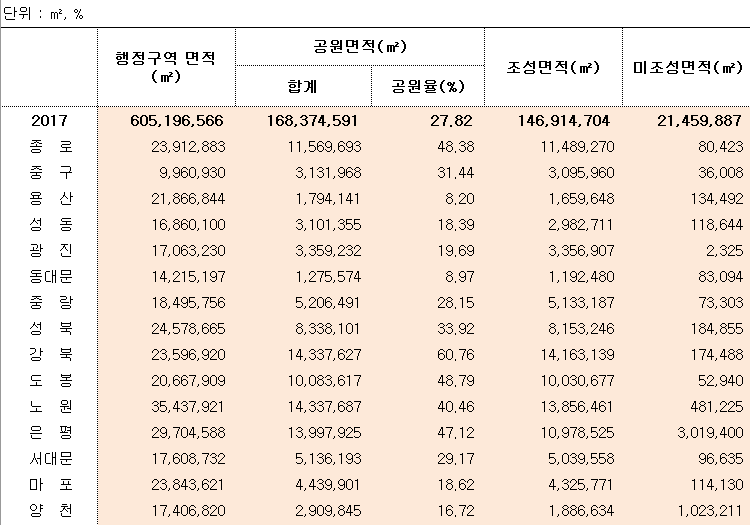 단위 : ㎡, %
행정구역 면적 (㎡) 공원면적(㎡) 조성면적(㎡) 미조성면적(㎡)
합계 공원율(%)
2017 605,196,566 168,374,591 27.82 146,914,704 21,459,887
종 로 23,912,883 11,569,693 48.38 11,489,270 80,423
중 구 9,960,930 3,131,968 31.44 3,095,960 36,008
용 산 21,866,844 1,794,141 8.20 1,659,648 134,492
성 동 16,860,100 3,101,355 18.39 2,982,711 118,644
광 진 17,063,230 3,359,232 19.69 3,356,907 2,325
동대문 14,215,197 1,275,574 8.97 1,192,480 83,094
중 랑 18,495,756 5,206,491 28.15 5,133,187 73,303
성 북 24,578,665 8,338,101 33.92 8,153,246 184,855
강 북 23,596,920 14,337,627 60.76 14,163,139 174,488
도 봉 20,667,909 10,083,617 48.79 10,030,677 52,940
노 원 35,437,921 14,337,687 40.46 13,856,461 481,225
은 평 29,704,588 13,997,925 47.12 10,978,525 3,019,400
서대문 17,608,732 5,136,193 29.17 5,039,558 96,635
마 포 23,843,621 4,439,901 18.62 4,325,771 114,130
양 천 17,406,820 2,909,845 16.72 1,886,634 1,023,211